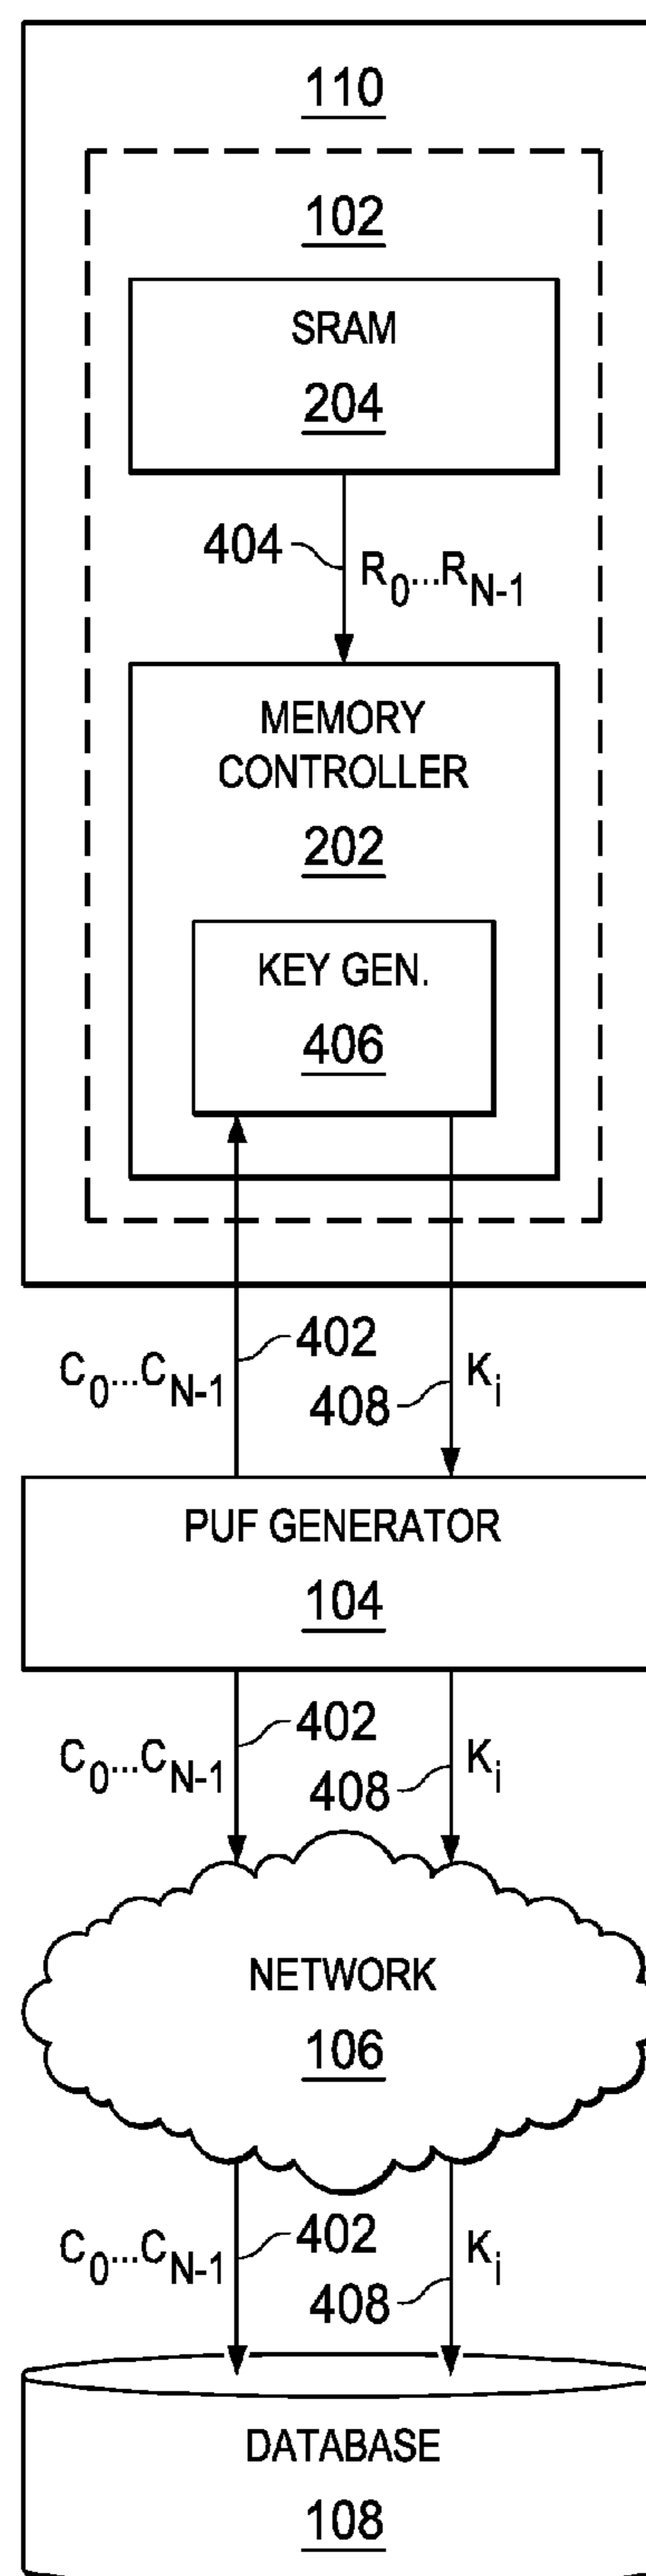 110
102
SRAM
204
404 R0...RN-1
MEMORY
CONTROLLER
202
KEY GEN.
406
C0...CN-1 402 408 Ki
PUF GENERATOR
104
C0...CN-1 402 408 Ki
NETWORK
106
C0...CN-1 402 408 Ki
DATABASE
108